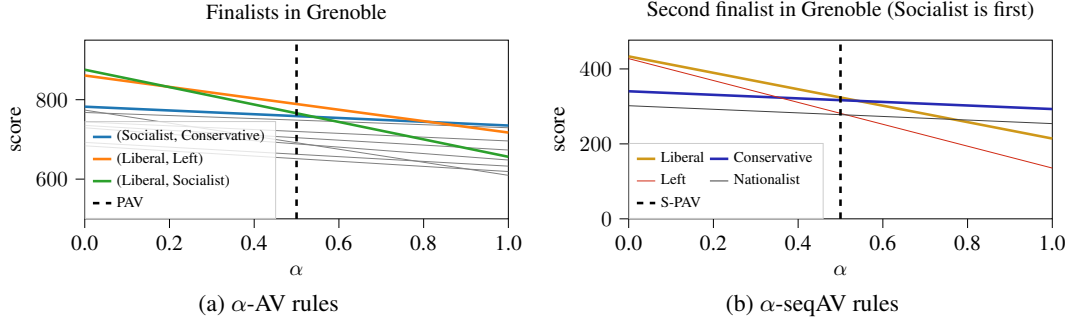 Finalists in Grenoble
score
800
600
(Socialist, Conservative)
(Liberal, Left)
(Liberal, Socialist)
PAV
0.0 0.2 0.4 0.6 0.8 1.0
α
(a) α-AV rules
Second finalist in Grenoble (Socialist is first)
score
400
200
0
Liberal Conservative
Left Nationalist
S-PAV
0.0 0.2 0.4 0.6 0.8 1.0
α
(b) α-seqAV rules